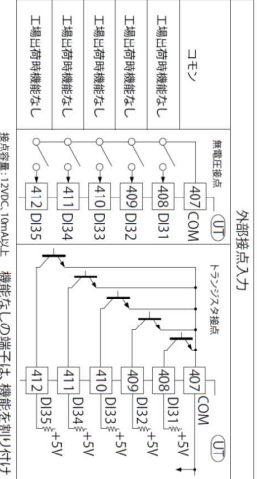 外部接点入力
コモン
工場出荷時機能なし
工場出荷時機能なし
工場出荷時機能なし
工場出荷時機能なし
工場出荷時機能なし
無電圧接点
UT
407 COM
408 DI31
409 DI32
410 DI33
411 DI34
412 DI35
トランジスタ接点
UT
407 COM
408 DI31 +5V
409 DI32 +5V
410 DI33 +5V
411 DI34 +5V
412 DI35 +5V
接点容量：12VDC, 10mA以上
機能なしの端子は、機能を割り付け